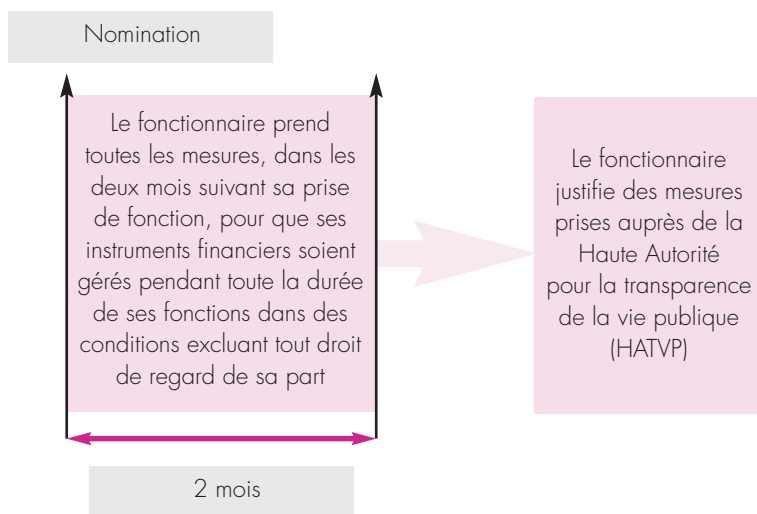 Nomination
Le fonctionnaire prend
toutes les mesures, dans les
deux mois suivant sa prise
de fonction, pour que ses
instruments financiers soient
gérés pendant toute la durée
de ses fonctions dans des
conditions excluant tout droit
de regard de sa part
2 mois
Le fonctionnaire
justifie des mesures
prises auprès de la
Haute Autorité
pour la transparence
de la vie publique
(HATVP)